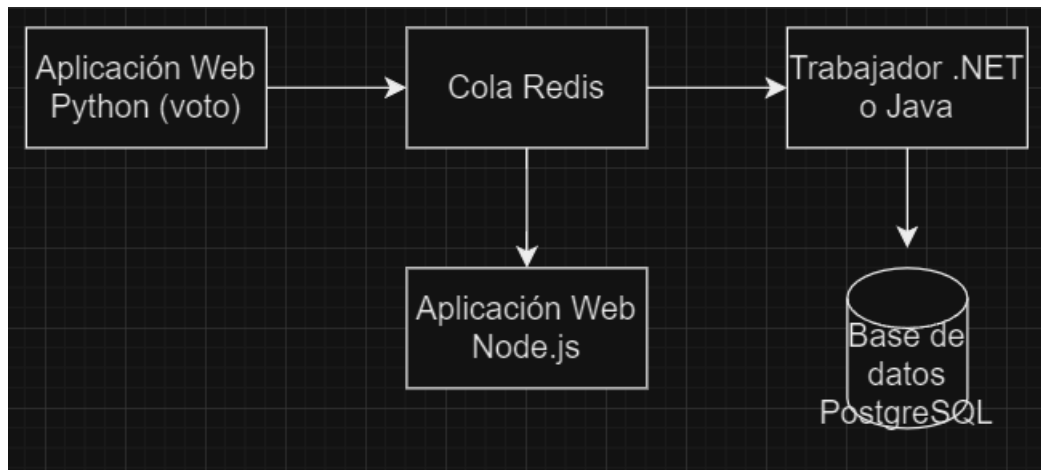 Aplicación Web
Python (voto)
Cola Redis
Trabajador .NET
o Java
Aplicación Web
Node.js
Base de
datos
PostgreSQL